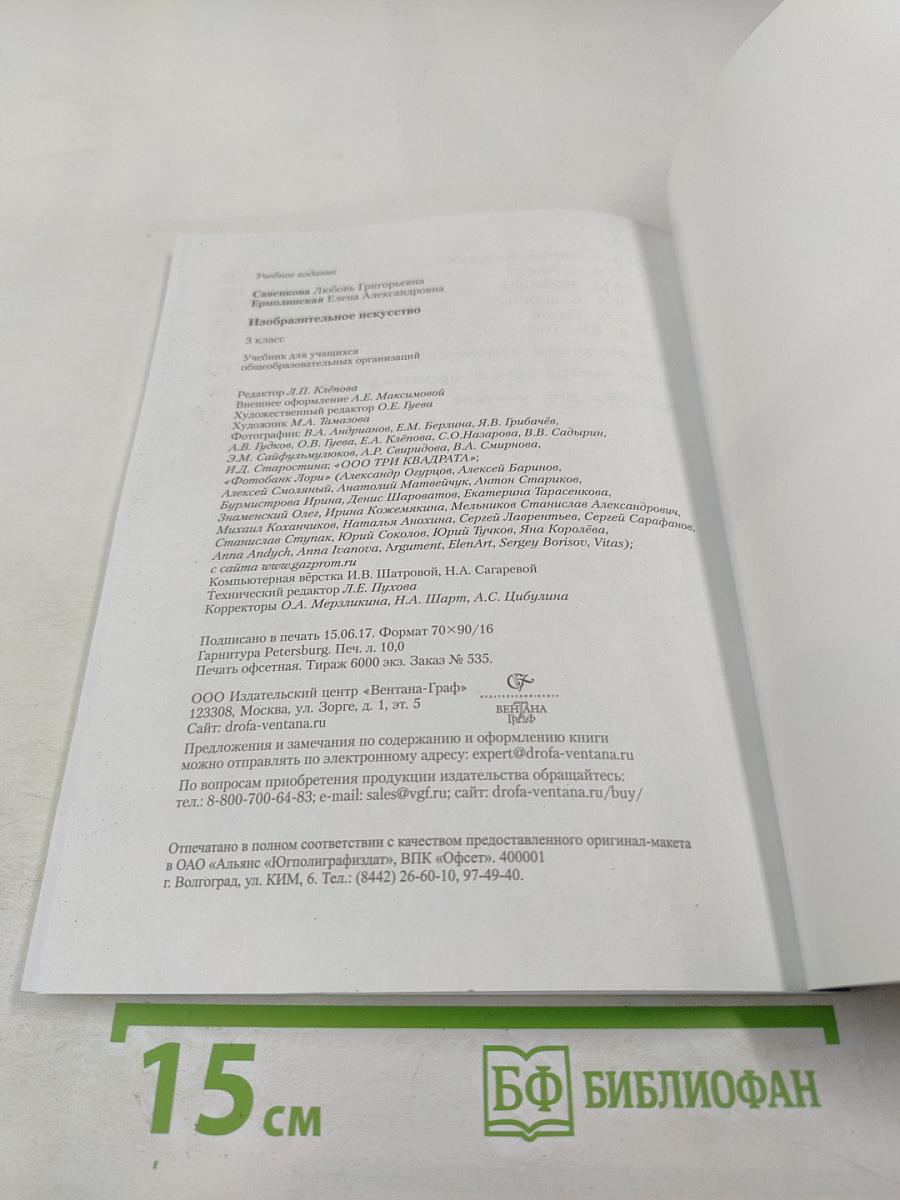 Учебное издание
Савенкова Любовь Григорьевна
Ермолинская Елена Александровна
Изобразительное искусство
3 класс
Учебник для учащихся
общеобразовательных организаций
Редактор Л.П. Клёпова
Внешнее оформление А.Е. Максимовой
Художественный редактор О.Е. Гуева
Художник М.А. Тамазова
Фотографии: В.А. Андрианов, Е.М. Берлина, Я.В. Грибачёв,
А.В. Гудков, О.В. Гуева, Е.А. Клёпова, С.О.Назарова, В.В. Садырин,
Э.М. Сайфульмулюков, А.Р. Свиридова, В.А. Смирнова,
И.Д. Старостина; «ООО ТРИ КВАДРАТА»;
«Фотобанк Лори» (Александр Огурцов, Алексей Баринов,
Алексей Смоляный, Анатолий Матвейчук, Антон Стариков,
Бурмистрова Ирина, Денис Шароватов, Екатерина Тарасенкова,
Знаменский Олег, Ирина Кожемякина, Мельников Станислав Александрович,
Михаил Коханчиков, Наталья Анохина, Сергей Лаврентьев, Сергей Сарафанов,
Станислав Ступак, Юрий Соколов, Юрий Тучков, Яна Королёва,
Anna Andych, Anna Ivanova, Argument, ElenArt, Sergey Borisov, Vitas);
с сайта www.gazprom.ru
Компьютерная вёрстка И.В. Шатровой, Н.А. Сагаревой
Технический редактор Л.Е. Пухова
Корректоры О.А. Мерзликина, Н.А. Шарт, А.С. Цибулина
Подписано в печать 15.06.17. Формат 70×90/16
Гарнитура Petersburg. Печ. л. 10,0
Печать офсетная. Тираж 6000 экз. Заказ № 535.
ООО Издательский центр «Вентана-Граф»
123308, Москва, ул. Зорге, д. 1, эт. 5
Сайт: drofa-ventana.ru
ВЕНТАНА
ГРАФ
Предложения и замечания по содержанию и оформлению книги
можно отправлять по электронному адресу: expert@drofa-ventana.ru
По вопросам приобретения продукции издательства обращайтесь:
тел.: 8-800-700-64-83; e-mail: sales@vgf.ru; сайт: drofa-ventana.ru/buy/
Отпечатано в полном соответствии с качеством предоставленного оригинал-макета
в ОАО «Альянс «Югполиграфиздат», ВПК «Офсет». 400001
г. Волгоград, ул. КИМ, 6. Тел.: (8442) 26-60-10, 97-49-40.
15 см
БФ БИБЛИОФАН